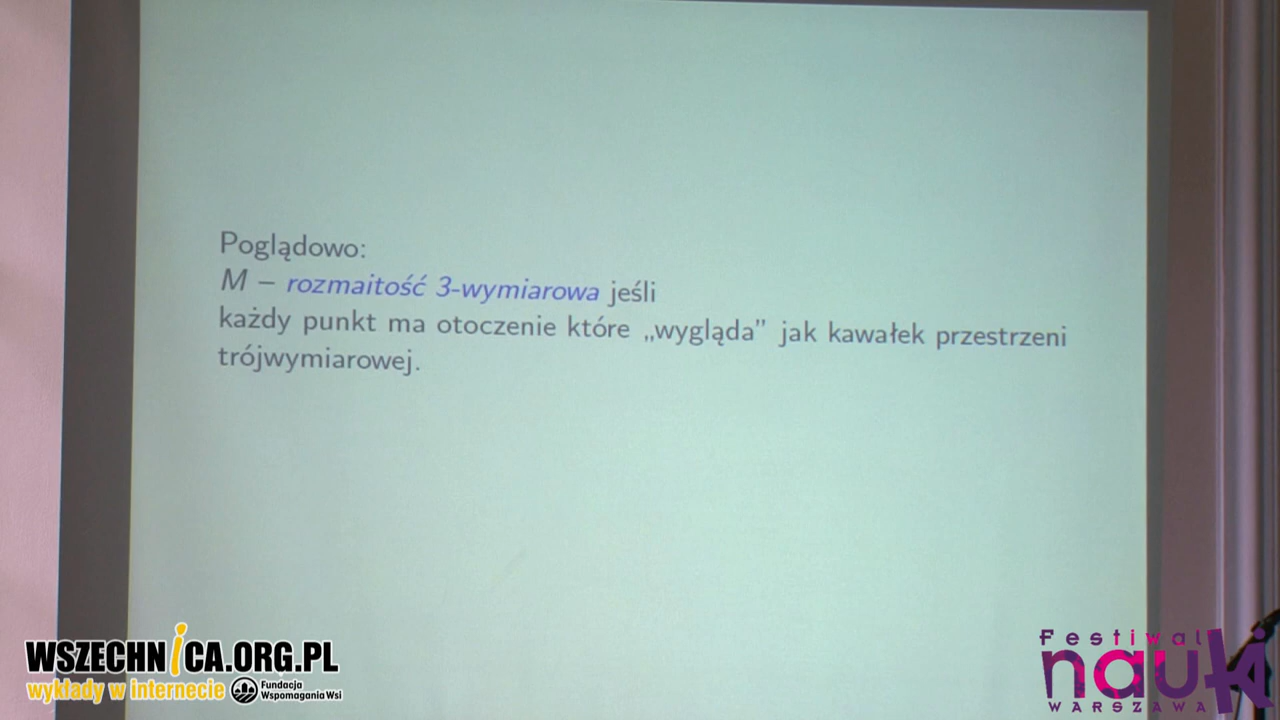 Poglądowo:
M – rozmaitość 3-wymiarowa jeśli
każdy punkt ma otoczenie które „wygląda” jak kawałek przestrzeni
trójwymiarowej.
WSZECHNICA.ORG.PL
wykłady w internecie
Fundacja
Wspomagania Wsi
Festiwal
nauki
WARSZAWA